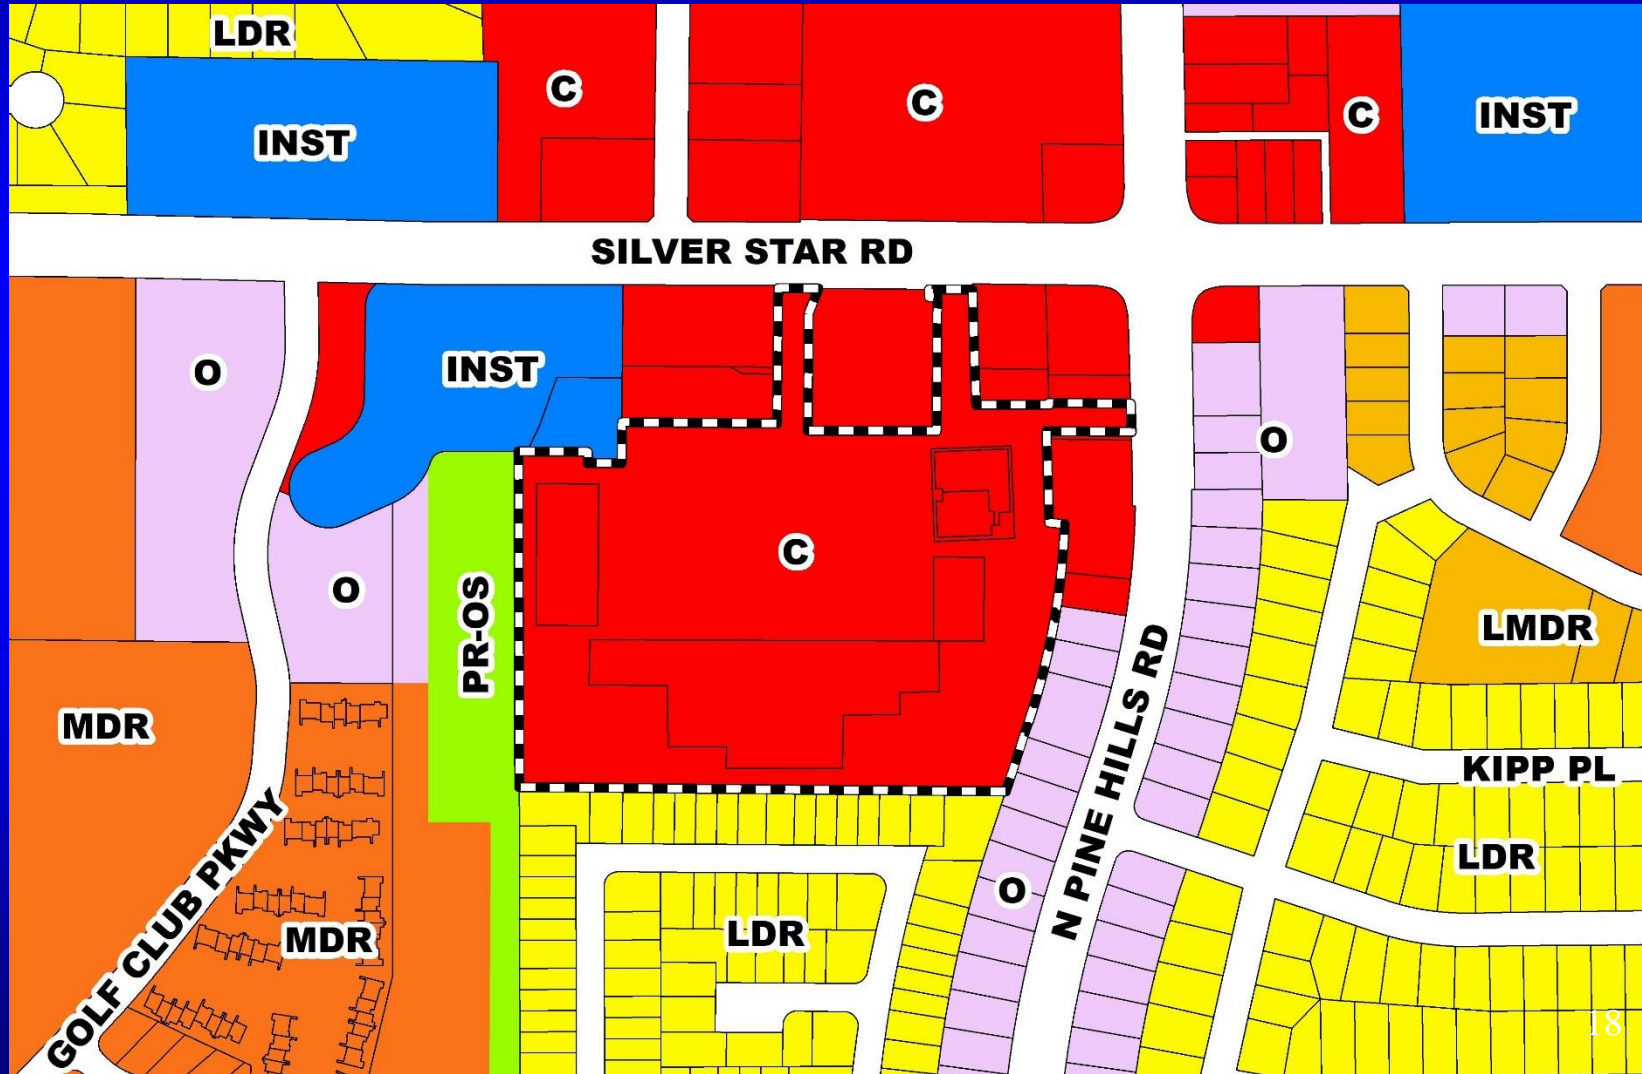 LDR
C
C
C
INST
INST
SILVER STAR RD
INST
O
O
C
O
PR-OS
LMDR
MDR
N PINE HILLS RD
KIPP PL
GOLF CLUB PKWY
LDR
O
LDR
MDR
18